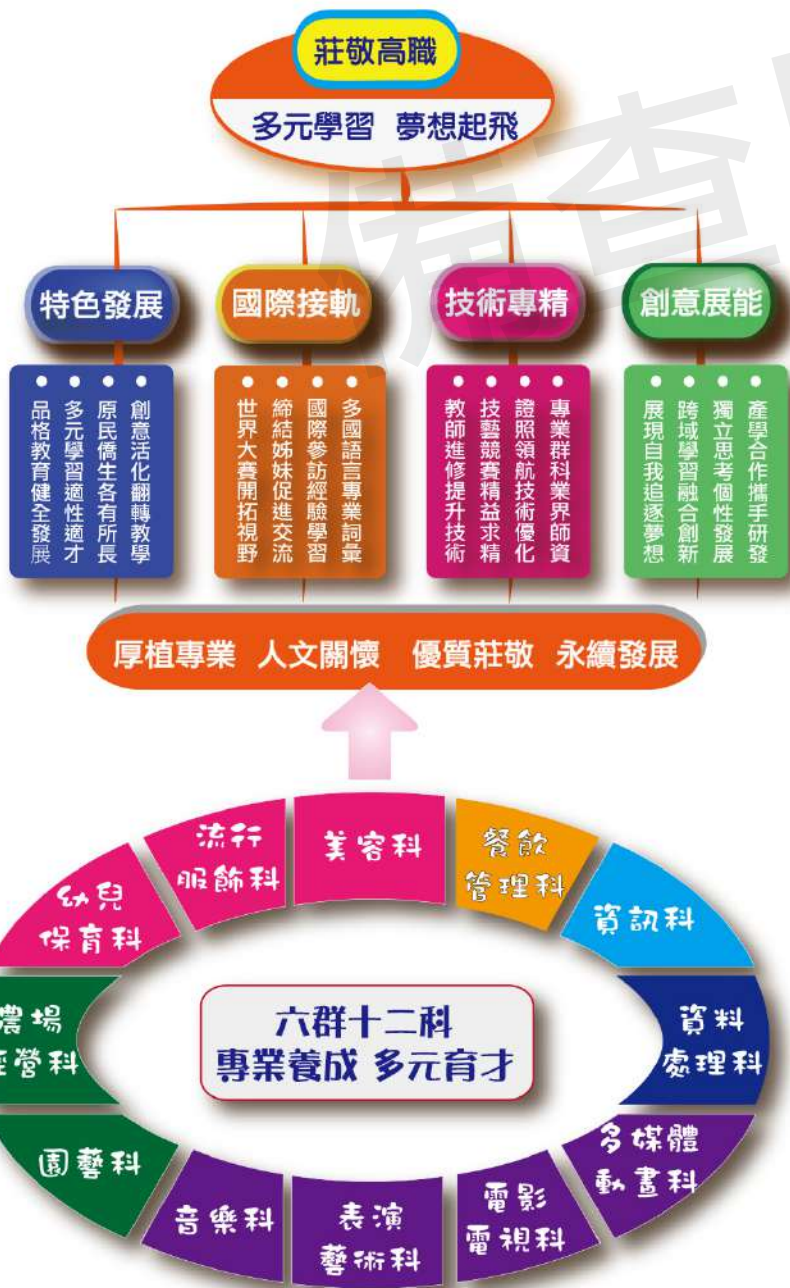 莊敬高職
多元學習 夢想起飛
備查
特色發展
創意活化翻轉教學
原民僑生各有所長
多元學習適性適才
品格教育健全發展
國際接軌
多國語言專業詞彙
國際參訪經驗學習
締結姊妹促進交流
世界大賽開拓視野
技術專精
專業群科業界師資
證照領航技術優化
技藝競賽精益求精
教師進修提升技術
創意展能
產學合作攜手研發
獨立思考個性發展
跨域學習融合創新
展現自我追逐夢想
厚植專業 人文關懷 優質莊敬 永續發展
美容科
餐飲
管理科
資訊科
資料
處理科
多媒體
動畫科
電影
電視科
表演
藝術科
音樂科
園藝科
農場
經營科
幼兒
保育科
流行
服飾科
六群十二科
專業養成 多元育才